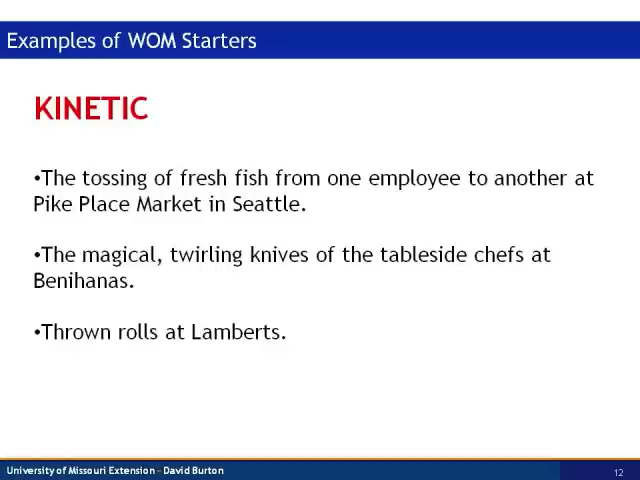 Examples of WOM Starters
KINETIC
•The tossing of fresh fish from one employee to another at
Pike Place Market in Seattle.
•The magical, twirling knives of the tableside chefs at
Benihanas.
•Thrown rolls at Lamberts.
University of Missouri Extension - David Burton
12